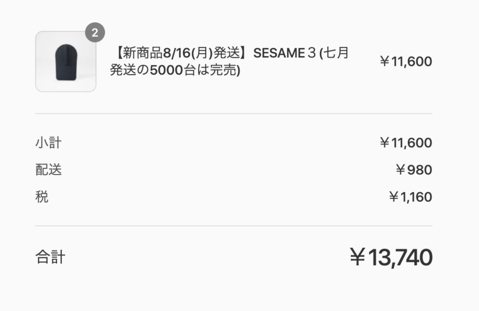 2
【新商品8/16(月)発送】SESAME３(七月
発送の5000台は完売)
￥11,600
小計 ￥11,600
配送 ￥980
税 ￥1,160
合計 ￥13,740